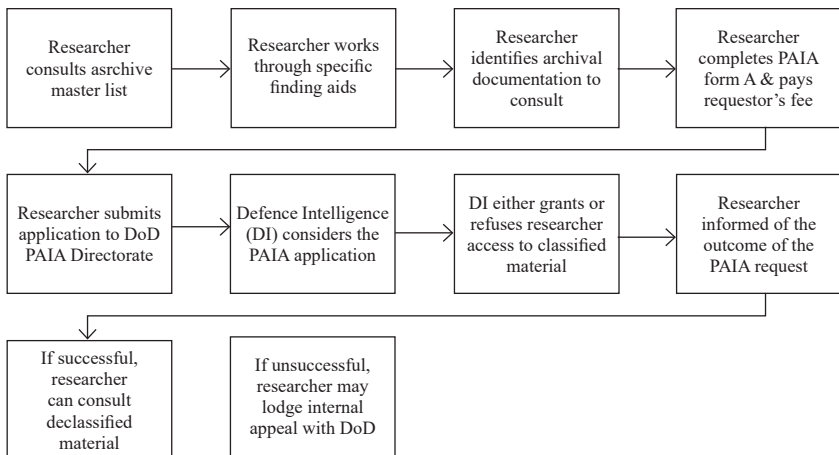 Researcher
consults asrchive
master list
Researcher works
through specific
finding aids
Researcher
identifies archival
documentation to
consult
Researcher
completes PAIA
form A & pays
requestor’s fee
Researcher submits
application to DoD
PAIA Directorate
Defence Intelligence
(DI) considers the
PAIA application
DI either grants or
refuses researcher
access to classified
material
Researcher
informed of the
outcome of the
PAIA request
If successful,
researcher
can consult
declassified
material
If unsuccessful,
researcher may
lodge internal
appeal with DoD